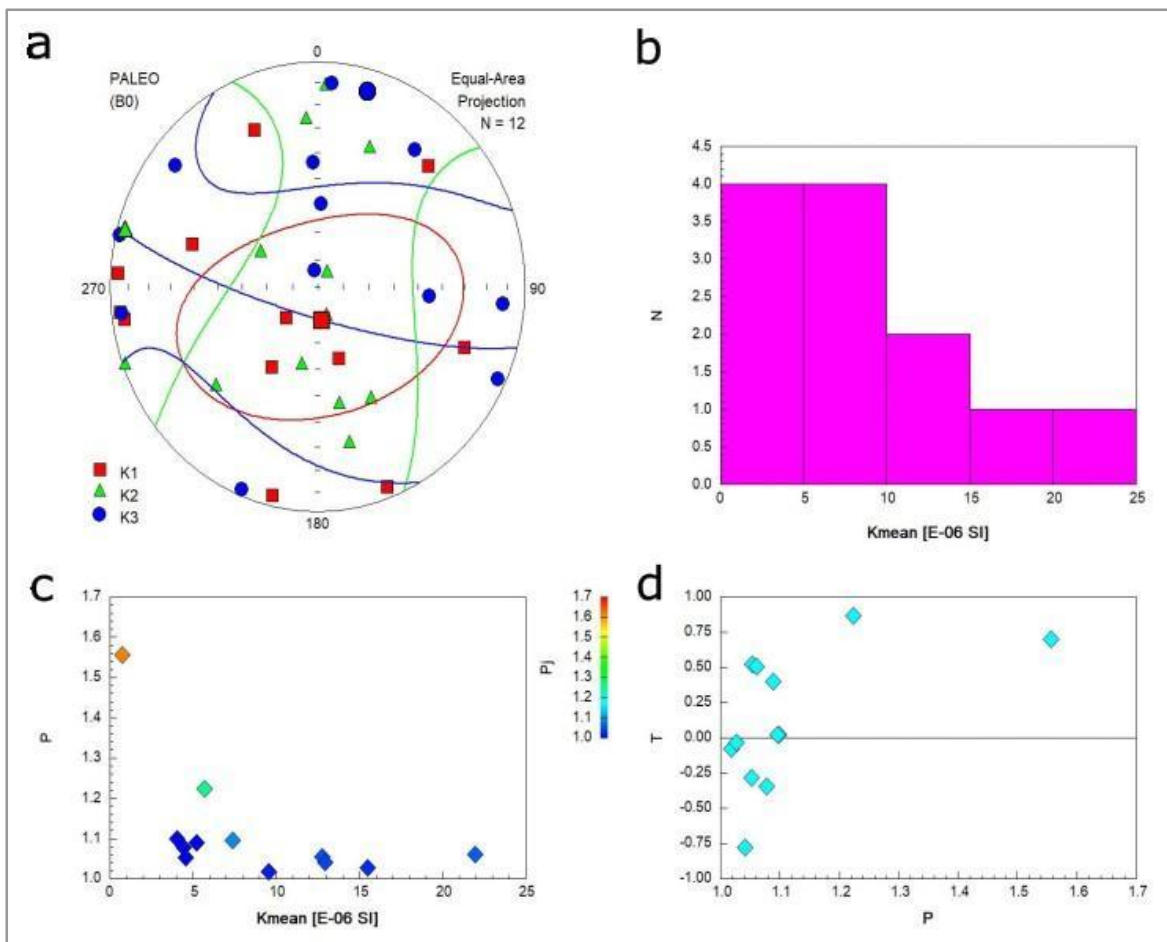 a
PALEO
(B0)
0
Equal-Area
Projection
N = 12
270
90
180
K1
K2
K3
b
4.5
4.0
3.5
3.0
2.5
2.0
1.5
1.0
0.5
0.0
N
0 5 10 15 20 25
Kmean [E-06 SI]
c
1.7
1.6
1.5
1.4
1.3
1.2
1.1
1.0
P
0 5 10 15 20 25
Kmean [E-06 SI]
1.7
1.6
1.5
1.4
1.3
1.2
1.1
1.0
Pj
d
1.00
0.75
0.50
0.25
0.00
-0.25
-0.50
-0.75
-1.00
T
1.0 1.1 1.2 1.3 1.4 1.5 1.6 1.7
P